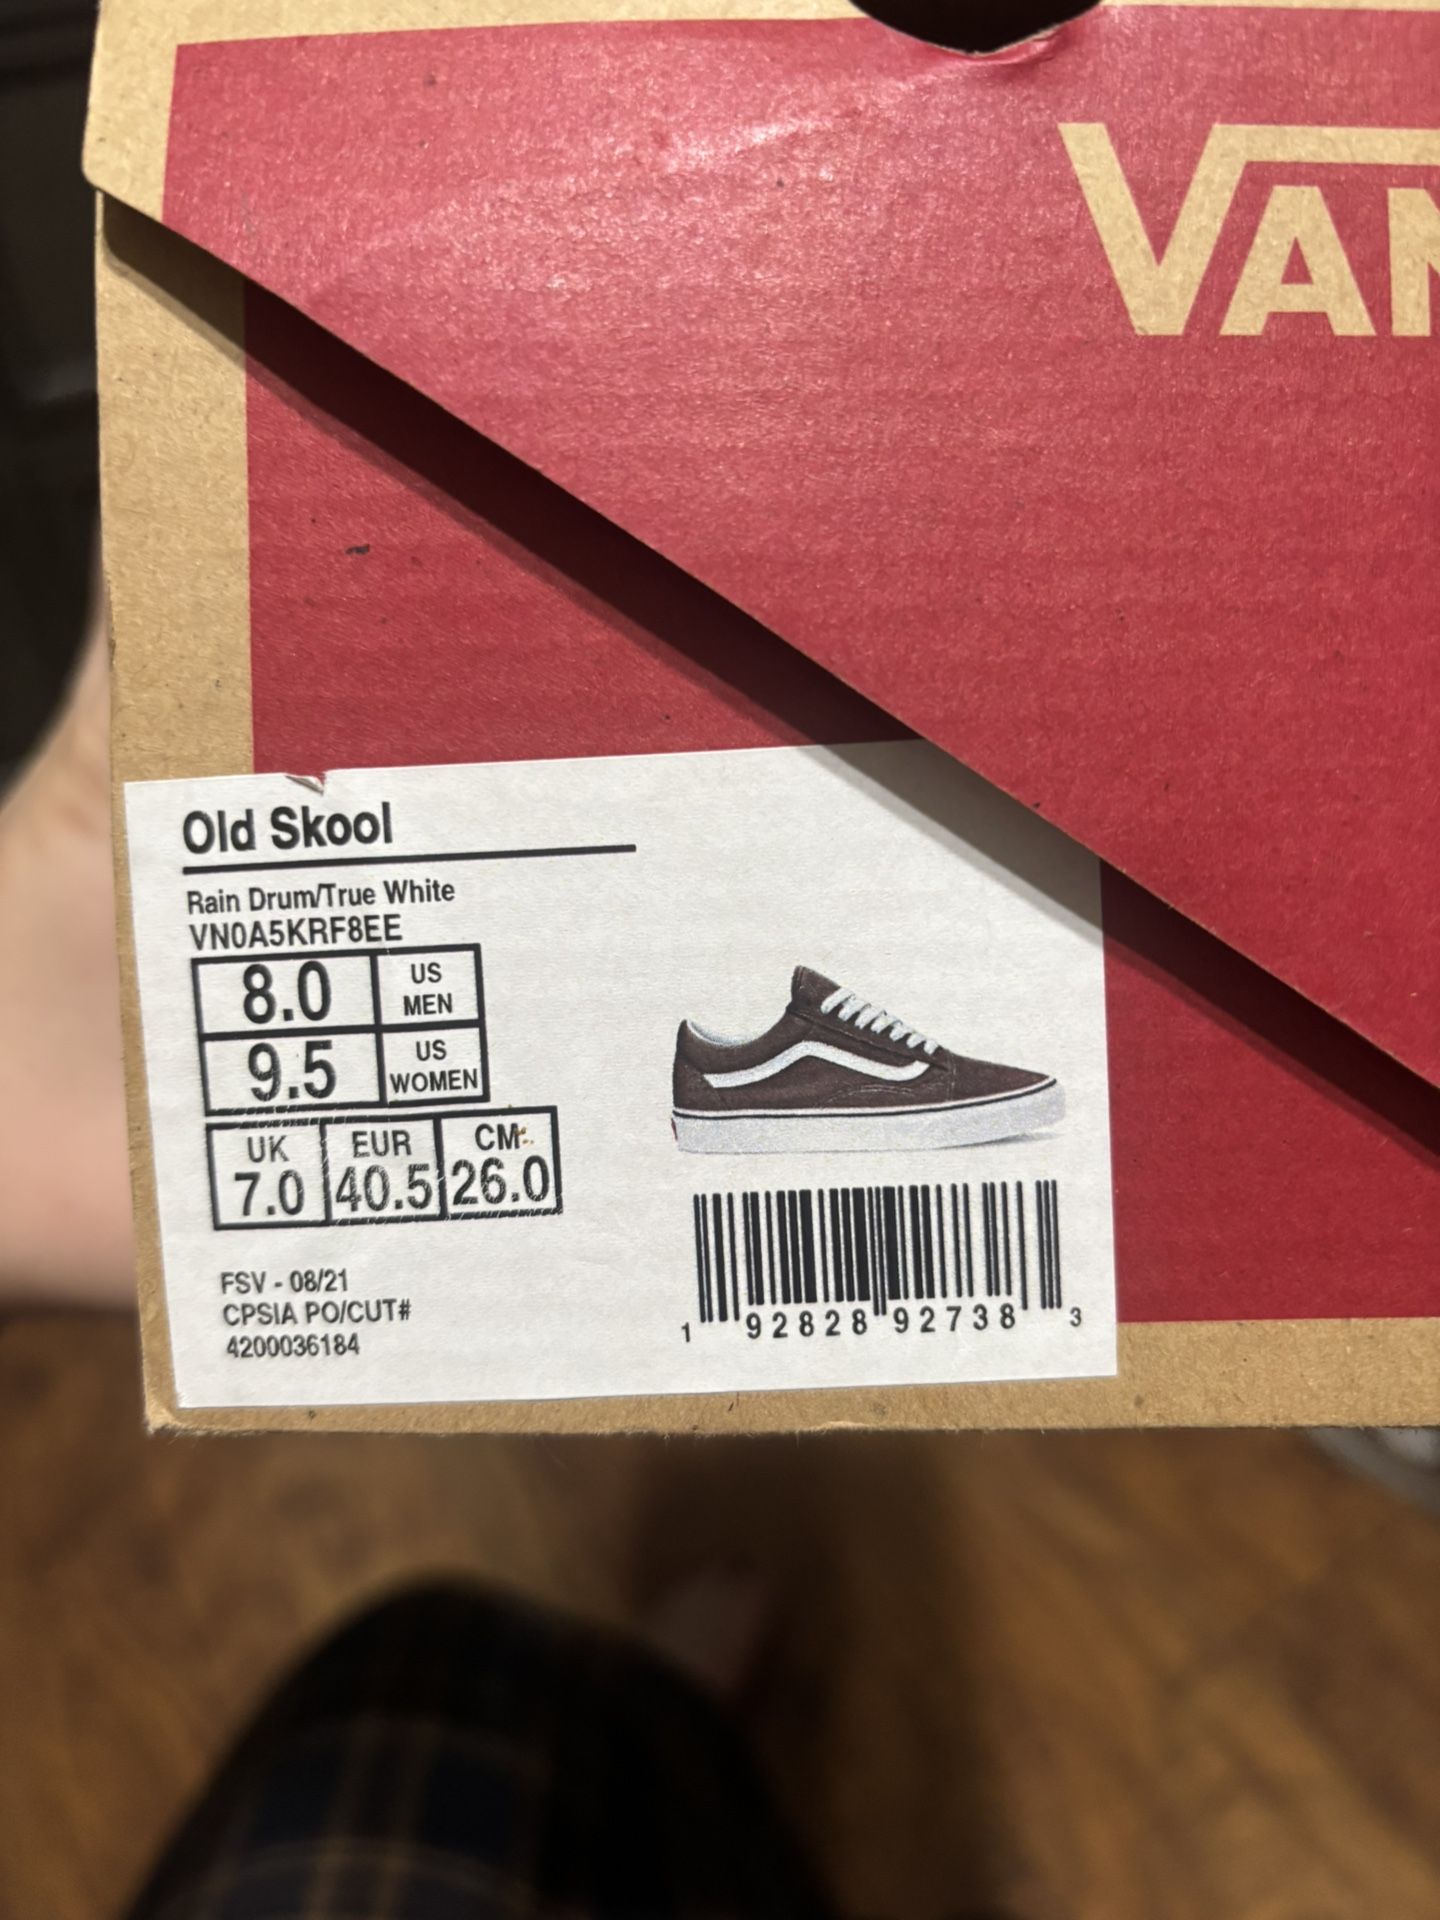 VAN
Old Skool
Rain Drum/True White
VN0A5KRF8EE
8.0 US MEN
9.5 US WOMEN
UK EUR CM
7.0 40.5 26.0
FSV - 08/21
CPSIA PO/CUT#
4200036184
1 92828 92738 3